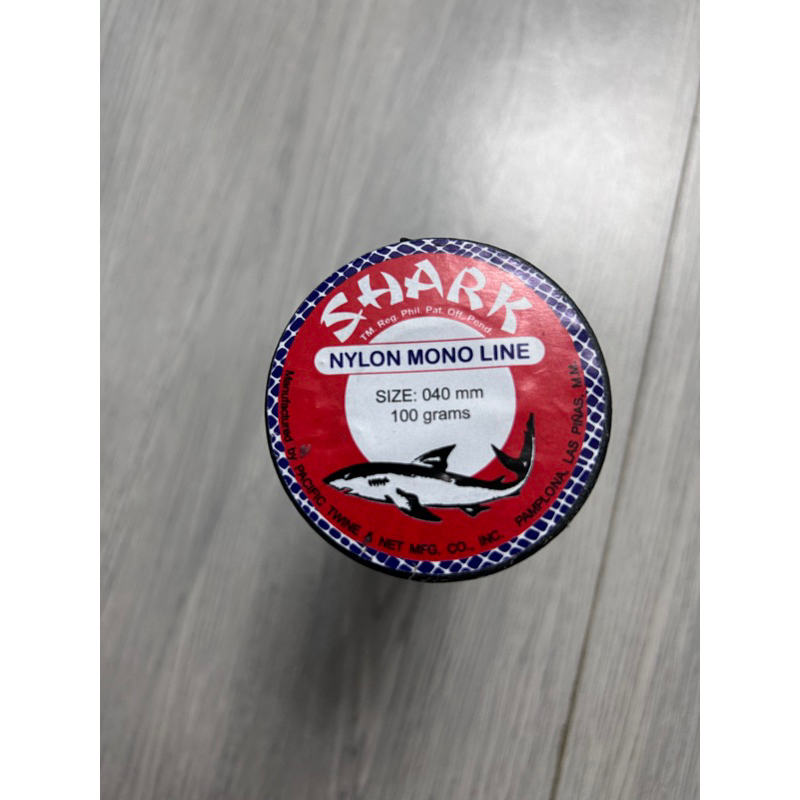 SHARK
TM. Reg. Phil. Pat. Off. Pend.
NYLON MONO LINE
SIZE: 040 mm
100 grams
Manufactured by PACIFIC TWINE & NET MFG. CO., INC. PAMPLONA, LAS PIÑAS, M.M.